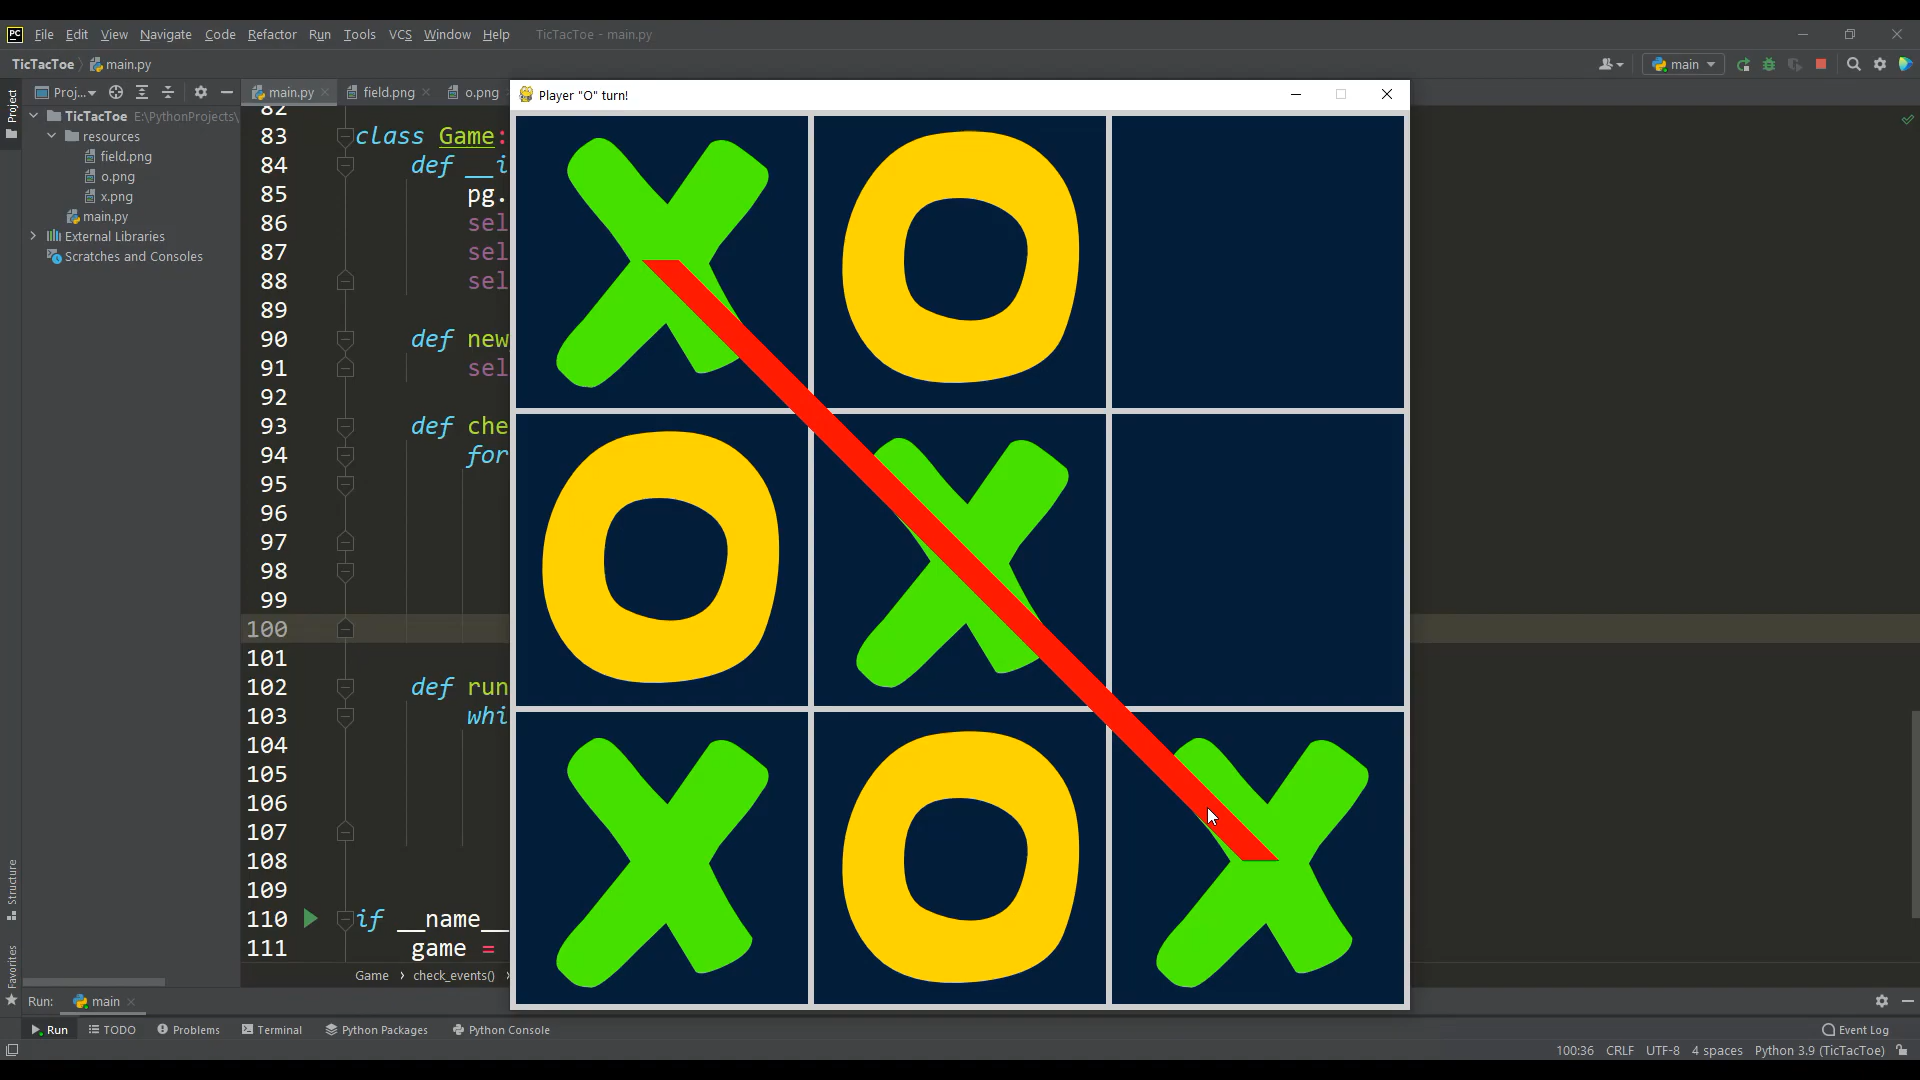 PC File Edit View Navigate Code Refactor Run Tools VCS Window Help TicTacToe - main.py
TicTacToe main.py main
Project Proj... main.py field.png o.png Player "O" turn!
TicTacToe E:\PythonProjects\
resources
field.png
o.png
x.png
main.py
External Libraries
Scratches and Consoles
82
83 class Game:
84 def __i
85 pg.
86 sel
87 sel
88 sel
89
90 def new
91 sel
92
93 def che
94 for
95
96
97
98
99
100
101
102 def run
103 whi
104
105
106
107
108
109
110 if __name__
111 game =
Game check_events()
Structure
Favorites
Run: main
Run TODO Problems Terminal Python Packages Python Console Event Log
100:36 CRLF UTF-8 4 spaces Python 3.9 (TicTacToe)